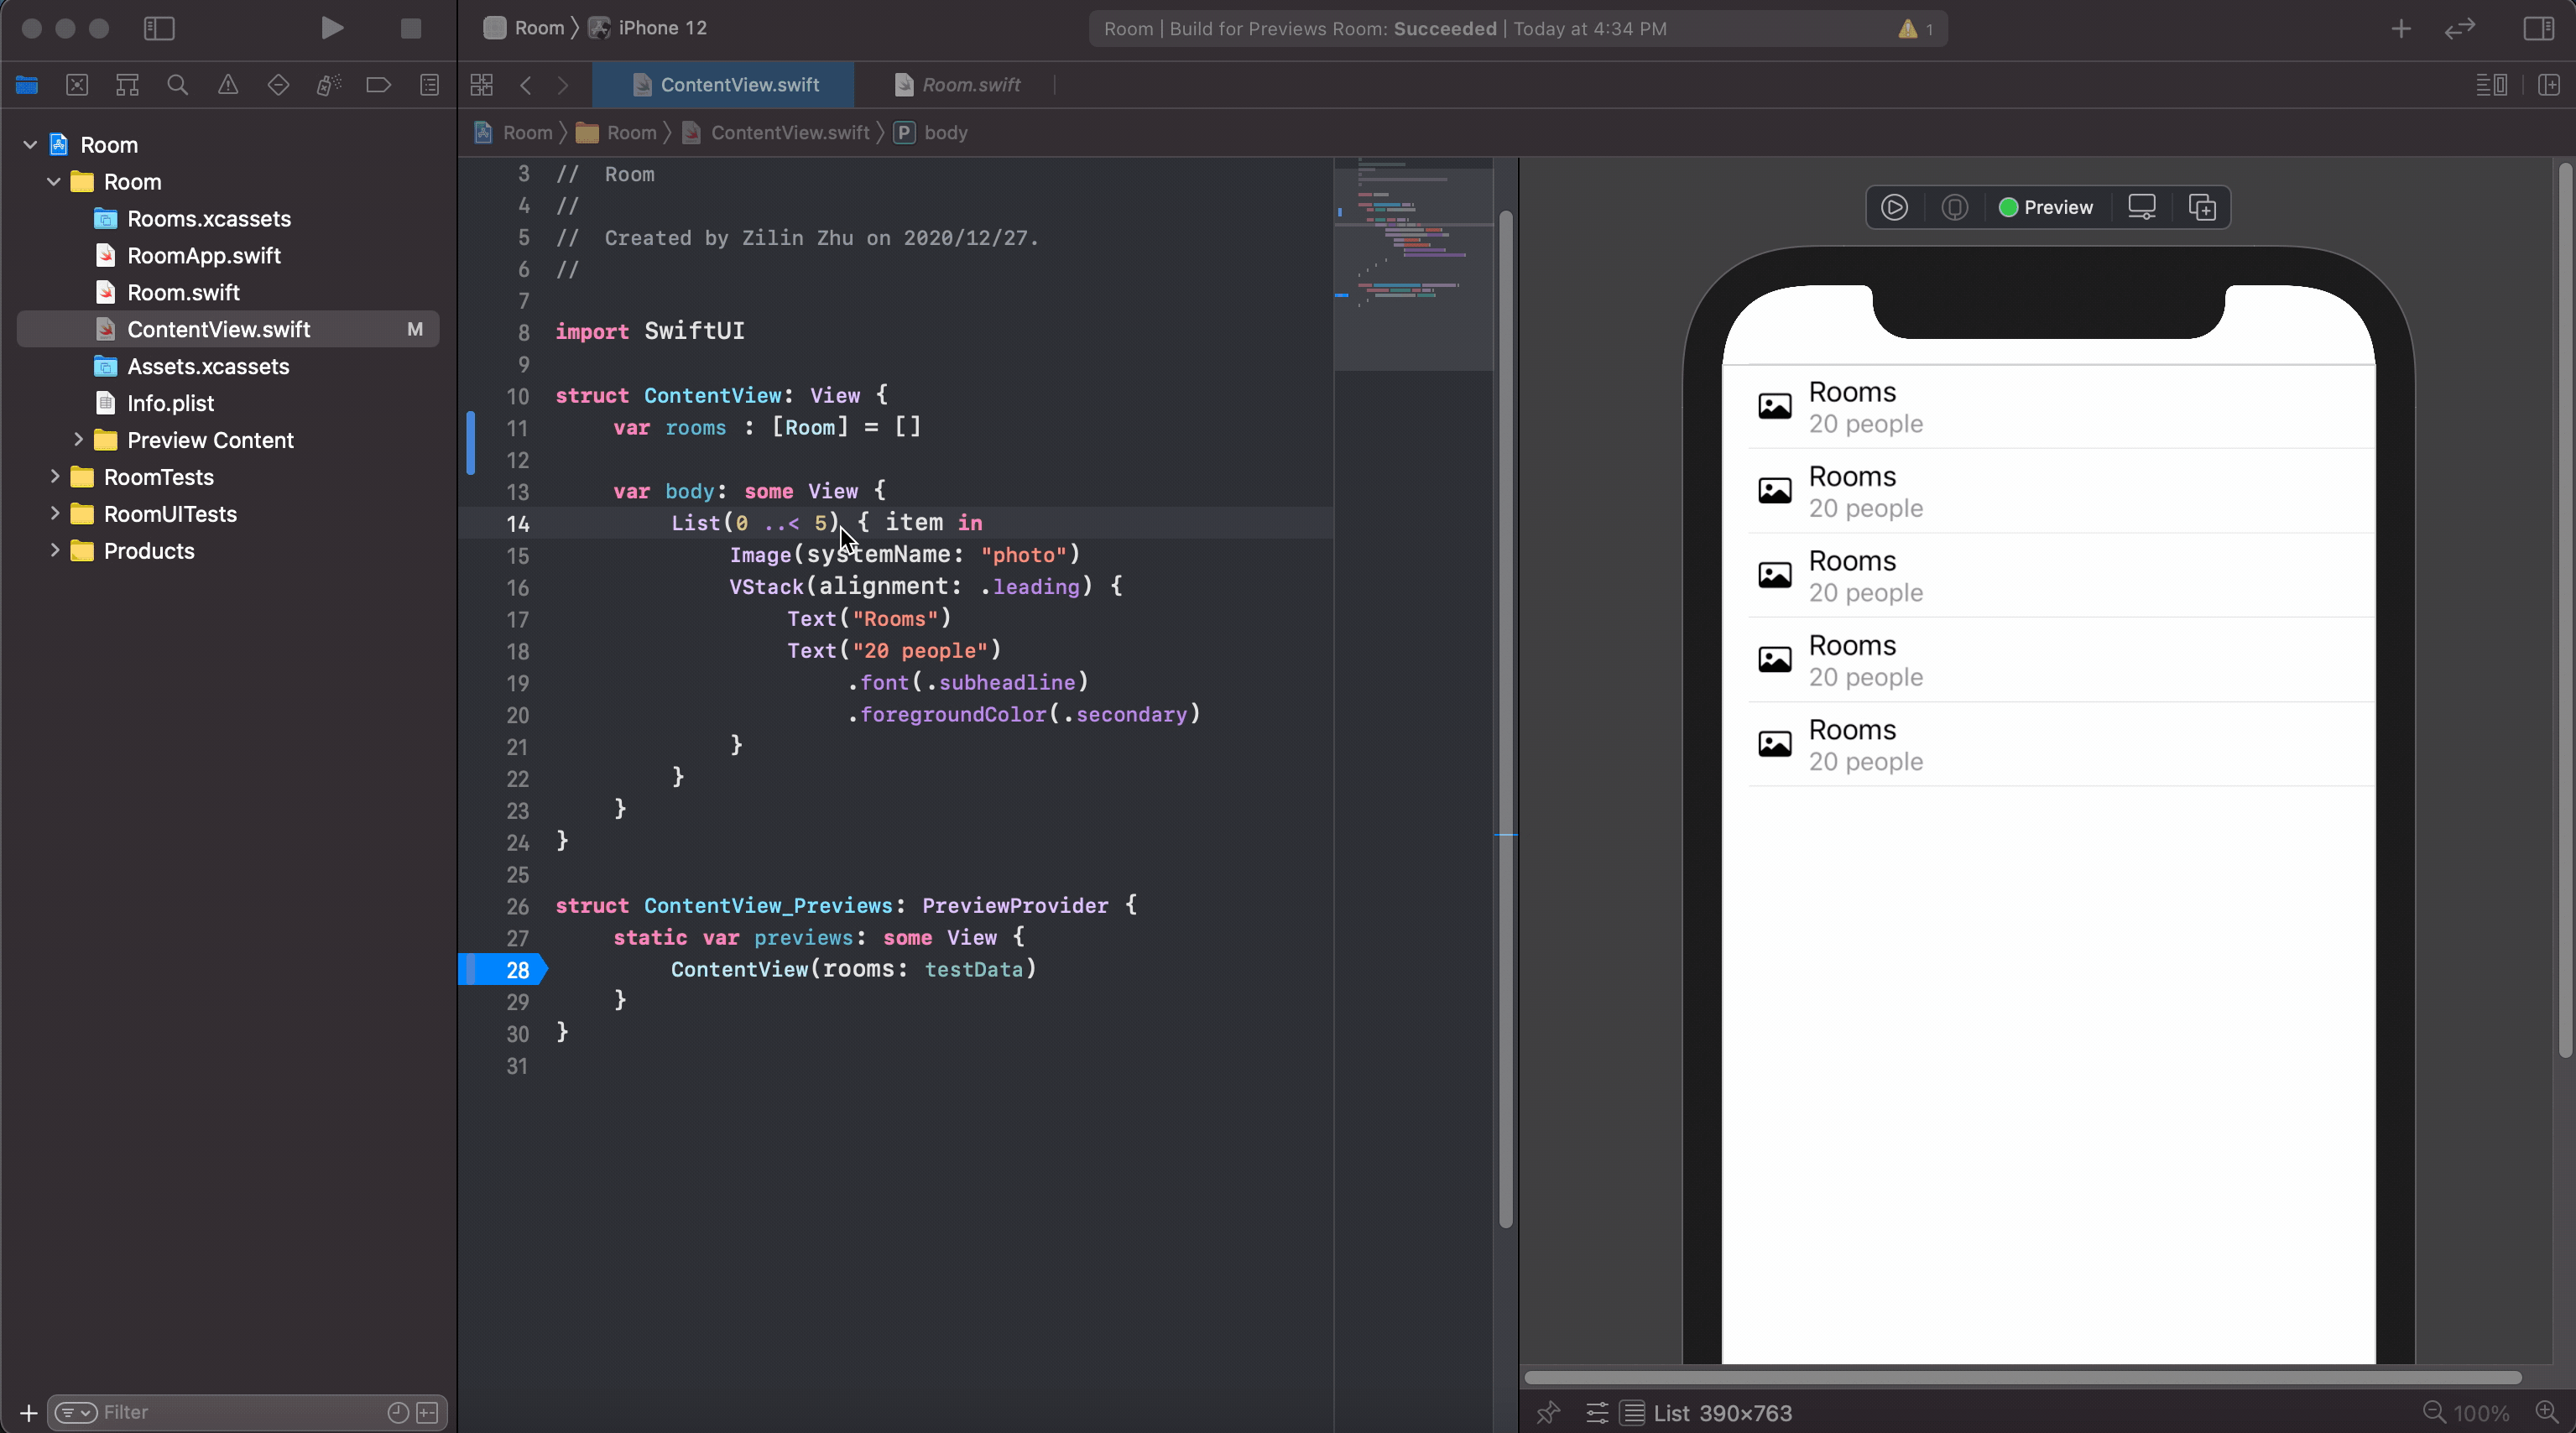 Room 〉 iPhone 12
Room | Build for Previews Room: Succeeded | Today at 4:34 PM
1
ContentView.swift
Room.swift
Room 〉 Room 〉 ContentView.swift 〉 P body
Room
Room
Rooms.xcassets
RoomApp.swift
Room.swift
ContentView.swift M
Assets.xcassets
Info.plist
Preview Content
RoomTests
RoomUITests
Products
Filter
3 //  Room
4 //
5 //  Created by Zilin Zhu on 2020/12/27.
6 //
7
8 import SwiftUI
9
10 struct ContentView: View {
11     var rooms : [Room] = []
12
13     var body: some View {
14         List(0 ..< 5) { item in
15             Image(systemName: "photo")
16             VStack(alignment: .leading) {
17                 Text("Rooms")
18                 Text("20 people")
19                     .font(.subheadline)
20                     .foregroundColor(.secondary)
21             }
22         }
23     }
24 }
25
26 struct ContentView_Previews: PreviewProvider {
27     static var previews: some View {
28         ContentView(rooms: testData)
29     }
30 }
31
Preview
Rooms
20 people
Rooms
20 people
Rooms
20 people
Rooms
20 people
Rooms
20 people
List 390×763
100%